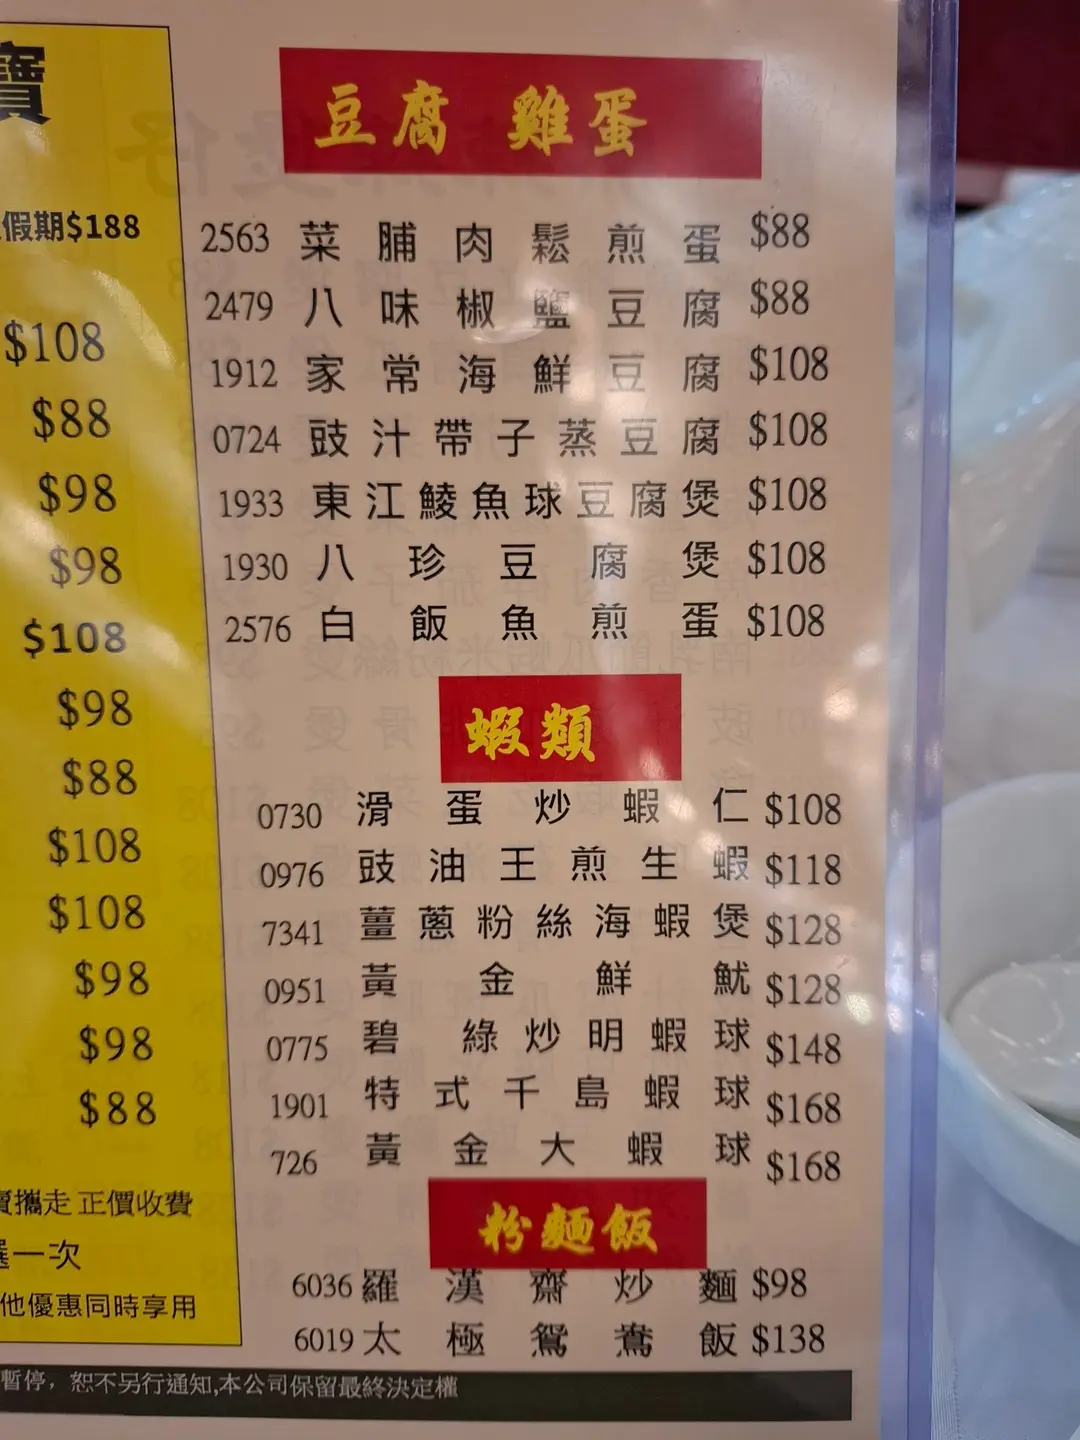 寶
假期$188
$108
$88
$98
$98
$108
$98
$88
$108
$108
$98
$98
$88
賣攜走 正價收費
選一次
他優惠同時享用
豆腐 雞蛋
2563 菜脯肉鬆煎蛋 $88
2479 八味椒鹽豆腐 $88
1912 家常海鮮豆腐 $108
0724 豉汁帶子蒸豆腐 $108
1933 東江鯪魚球豆腐煲 $108
1930 八珍豆腐煲 $108
2576 白飯魚煎蛋 $108
蝦類
0730 滑蛋炒蝦仁 $108
0976 豉油王煎生蝦 $118
7341 薑蔥粉絲海蝦煲 $128
0951 黃金鮮魷 $128
0775 碧 綠炒明蝦球 $148
1901 特式千島蝦球 $168
726 黃金大蝦球 $168
粉麵飯
6036 羅漢齋炒麵 $98
6019 太極鴛鴦飯 $138
暫停，恕不另行通知,本公司保留最終決定權